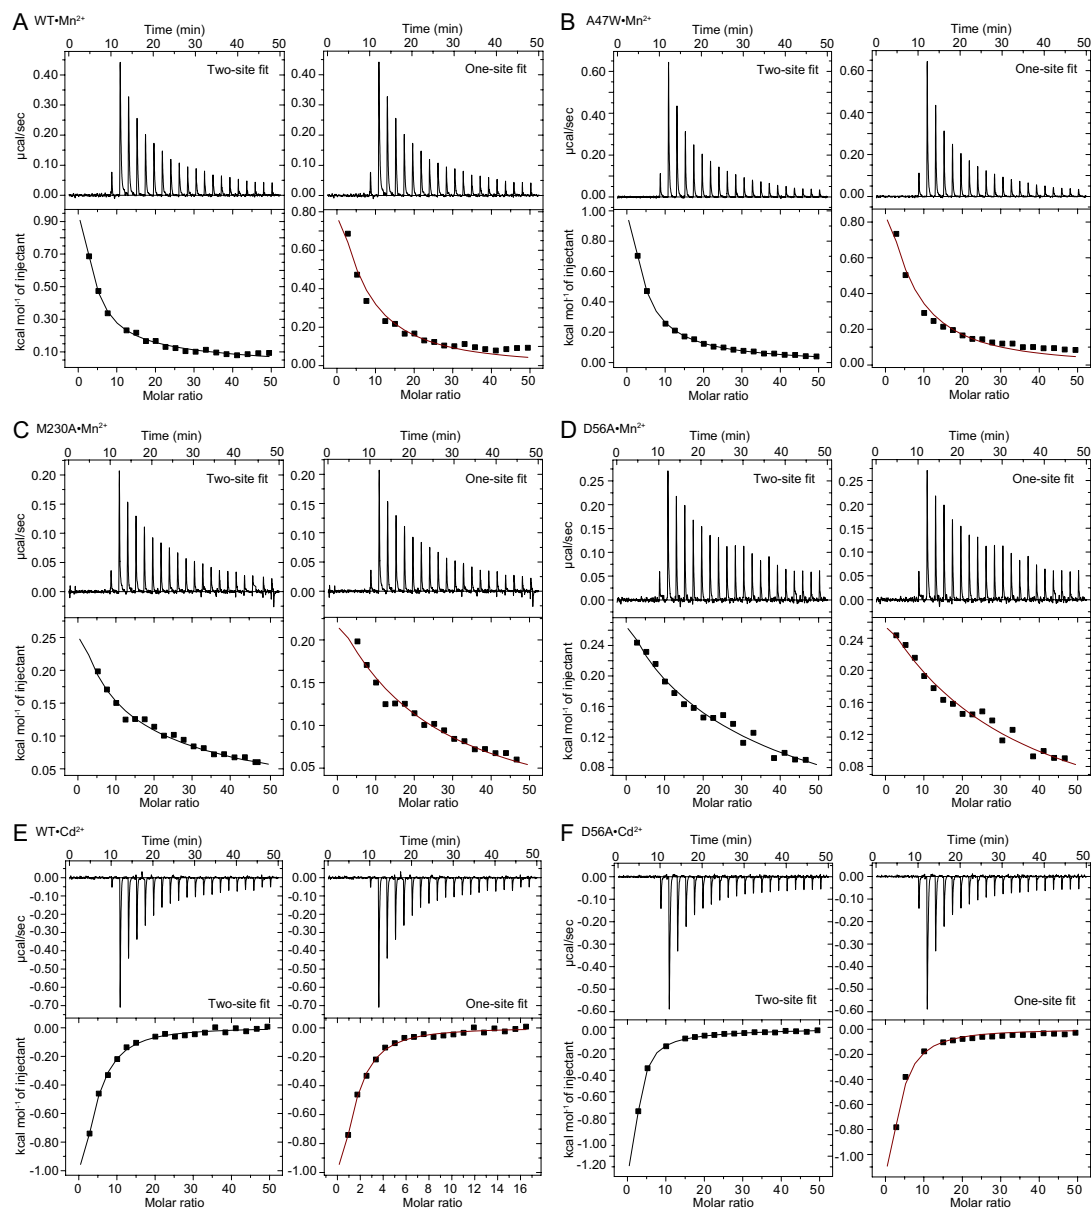 A WT•Mn²⁺
Time (min)
0 10 20 30 40 50
Two-site fit
µcal/sec
0.40
0.30
0.20
0.10
0.00
kcal mol⁻¹ of injectant
0.90
0.70
0.50
0.30
0.10
0 10 20 30 40 50
Molar ratio
Time (min)
0 10 20 30 40 50
One-site fit
0.40
0.30
0.20
0.10
0.00
0.80
0.60
0.40
0.20
0.00
0 10 20 30 40 50
Molar ratio
B A47W•Mn²⁺
Time (min)
0 10 20 30 40 50
Two-site fit
µcal/sec
0.60
0.40
0.20
0.00
kcal mol⁻¹ of injectant
1.00
0.80
0.60
0.40
0.20
0.00
0 10 20 30 40 50
Molar ratio
Time (min)
0 10 20 30 40 50
One-site fit
0.60
0.40
0.20
0.00
0.80
0.60
0.40
0.20
0.00
0 10 20 30 40 50
Molar ratio
C M230A•Mn²⁺
Time (min)
0 10 20 30 40 50
Two-site fit
µcal/sec
0.20
0.15
0.10
0.05
0.00
kcal mol⁻¹ of injectant
0.25
0.20
0.15
0.10
0.05
0 10 20 30 40 50
Molar ratio
Time (min)
0 10 20 30 40 50
One-site fit
0.20
0.15
0.10
0.05
0.00
0.20
0.15
0.10
0.05
0 10 20 30 40 50
Molar ratio
D D56A•Mn²⁺
Time (min)
0 10 20 30 40 50
Two-site fit
µcal/sec
0.25
0.20
0.15
0.10
0.05
0.00
kcal mol⁻¹ of injectant
0.24
0.20
0.16
0.12
0.08
0 10 20 30 40 50
Molar ratio
Time (min)
0 10 20 30 40 50
One-site fit
0.25
0.20
0.15
0.10
0.05
0.00
0.24
0.20
0.16
0.12
0.08
0 10 20 30 40 50
Molar ratio
E WT•Cd²⁺
Time (min)
0 10 20 30 40 50
µcal/sec
0.00
-0.10
-0.20
-0.30
-0.40
-0.50
-0.60
-0.70
Two-site fit
kcal mol⁻¹ of injectant
0.00
-0.20
-0.40
-0.60
-0.80
-1.00
0 10 20 30 40 50
Molar ratio
Time (min)
0 10 20 30 40 50
0.00
-0.10
-0.20
-0.30
-0.40
-0.50
-0.60
-0.70
One-site fit
0.00
-0.20
-0.40
-0.60
-0.80
-1.00
0 2 4 6 8 10 12 14 16
Molar ratio
F D56A•Cd²⁺
Time (min)
0 10 20 30 40 50
µcal/sec
0.00
-0.10
-0.20
-0.30
-0.40
-0.50
-0.60
Two-site fit
kcal mol⁻¹ of injectant
0.00
-0.20
-0.40
-0.60
-0.80
-1.00
-1.20
0 10 20 30 40 50
Molar ratio
Time (min)
0 10 20 30 40 50
0.00
-0.10
-0.20
-0.30
-0.40
-0.50
-0.60
One-site fit
0.00
-0.20
-0.40
-0.60
-0.80
-1.00
0 10 20 30 40 50
Molar ratio